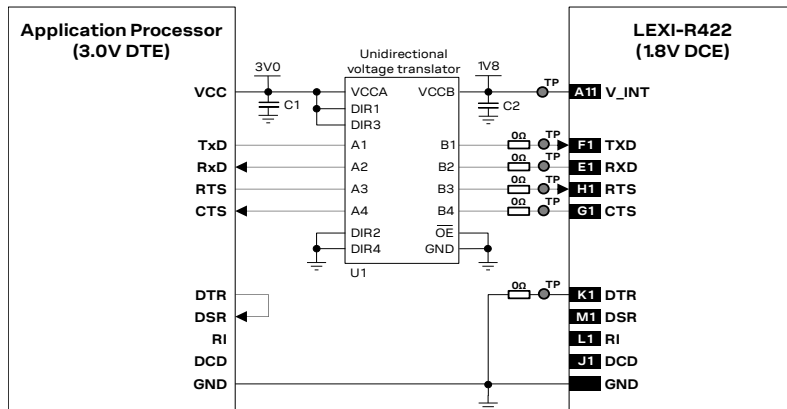 Application Processor
(3.0V DTE)
LEXI-R422
(1.8V DCE)
Unidirectional
voltage translator
3V0
1V8
TP
VCC
C1
VCCA
VCCB
C2
A11 V_INT
DIR1
DIR3
0Ω TP
TxD
A1
B1
F1 TXD
0Ω TP
RxD
A2
B2
E1 RXD
0Ω TP
RTS
A3
B3
H1 RTS
0Ω TP
CTS
A4
B4
G1 CTS
DIR2
OE
DIR4
GND
U1
0Ω TP
DTR
K1 DTR
DSR
M1 DSR
RI
L1 RI
DCD
J1 DCD
GND
GND